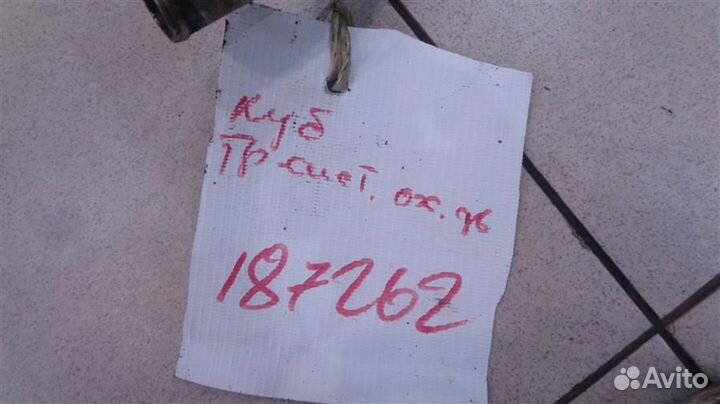 Куб
Тр сист. ох. дв
187262
Avito